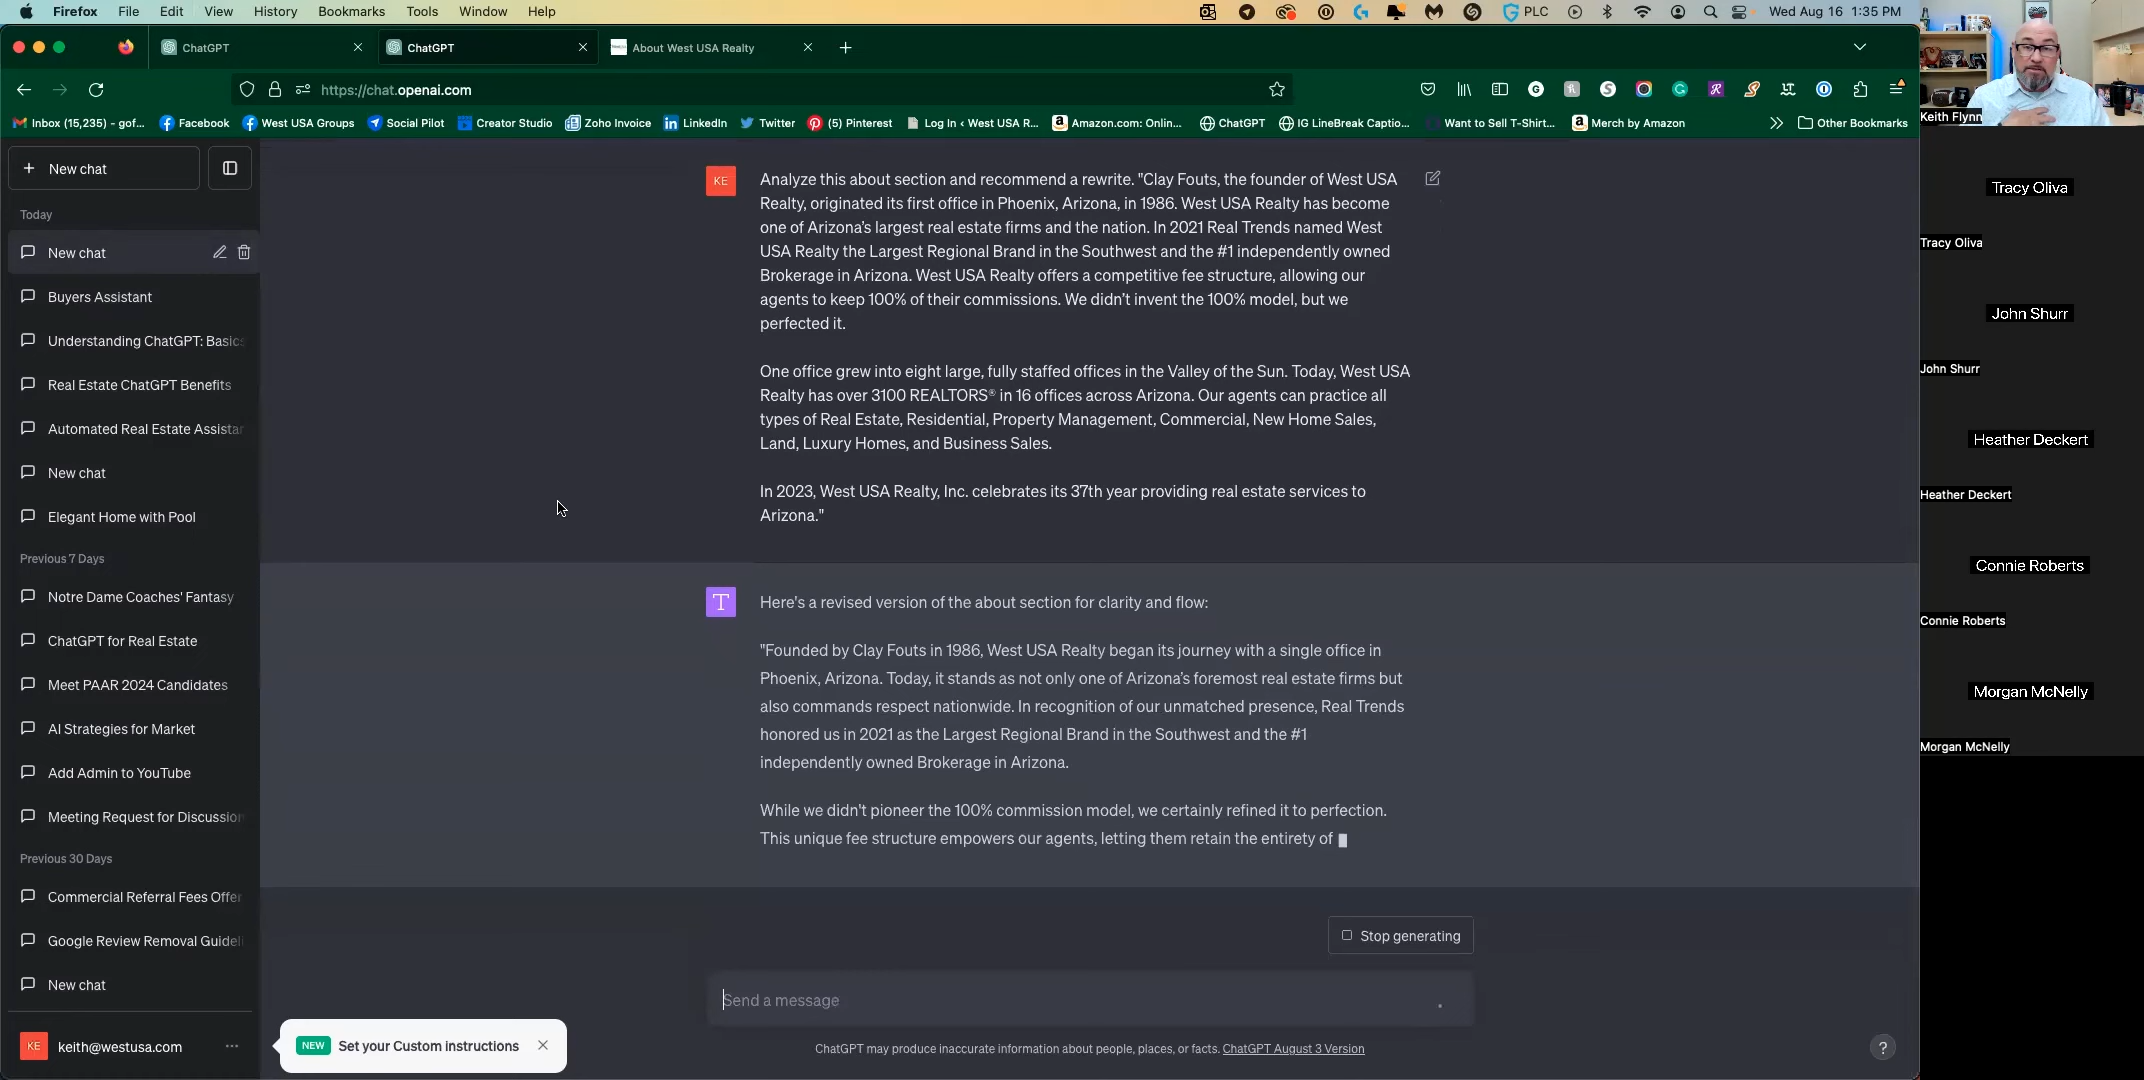 Firefox File Edit View History Bookmarks Tools Window Help
PLC Wed Aug 16 1:35 PM
ChatGPT
ChatGPT
About West USA Realty
https://chat.openai.com
Inbox (15,235) - gof...
Facebook
West USA Groups
Social Pilot
Creator Studio
Zoho Invoice
LinkedIn
Twitter
(5) Pinterest
Log In ‹ West USA R...
Amazon.com: Onlin...
ChatGPT
IG LineBreak Captio...
Want to Sell T-Shirt...
Merch by Amazon
Other Bookmarks
New chat
Today
New chat
Buyers Assistant
Understanding ChatGPT: Basics
Real Estate ChatGPT Benefits
Automated Real Estate Assistan
New chat
Elegant Home with Pool
Previous 7 Days
Notre Dame Coaches' Fantasy
ChatGPT for Real Estate
Meet PAAR 2024 Candidates
AI Strategies for Market
Add Admin to YouTube
Meeting Request for Discussion
Previous 30 Days
Commercial Referral Fees Offer
Google Review Removal Guideli
New chat
KE keith@westusa.com
NEW Set your Custom instructions
KE
Analyze this about section and recommend a rewrite. "Clay Fouts, the founder of West USA
Realty, originated its first office in Phoenix, Arizona, in 1986. West USA Realty has become
one of Arizona's largest real estate firms and the nation. In 2021 Real Trends named West
USA Realty the Largest Regional Brand in the Southwest and the #1 independently owned
Brokerage in Arizona. West USA Realty offers a competitive fee structure, allowing our
agents to keep 100% of their commissions. We didn't invent the 100% model, but we
perfected it.
One office grew into eight large, fully staffed offices in the Valley of the Sun. Today, West USA
Realty has over 3100 REALTORS® in 16 offices across Arizona. Our agents can practice all
types of Real Estate, Residential, Property Management, Commercial, New Home Sales,
Land, Luxury Homes, and Business Sales.
In 2023, West USA Realty, Inc. celebrates its 37th year providing real estate services to
Arizona."
T
Here's a revised version of the about section for clarity and flow:
"Founded by Clay Fouts in 1986, West USA Realty began its journey with a single office in
Phoenix, Arizona. Today, it stands as not only one of Arizona's foremost real estate firms but
also commands respect nationwide. In recognition of our unmatched presence, Real Trends
honored us in 2021 as the Largest Regional Brand in the Southwest and the #1
independently owned Brokerage in Arizona.
While we didn't pioneer the 100% commission model, we certainly refined it to perfection.
This unique fee structure empowers our agents, letting them retain the entirety of
Stop generating
Send a message
ChatGPT may produce inaccurate information about people, places, or facts. ChatGPT August 3 Version
?
Keith Flynn
Tracy Oliva
Tracy Oliva
John Shurr
John Shurr
Heather Deckert
Heather Deckert
Connie Roberts
Connie Roberts
Morgan McNelly
Morgan McNelly